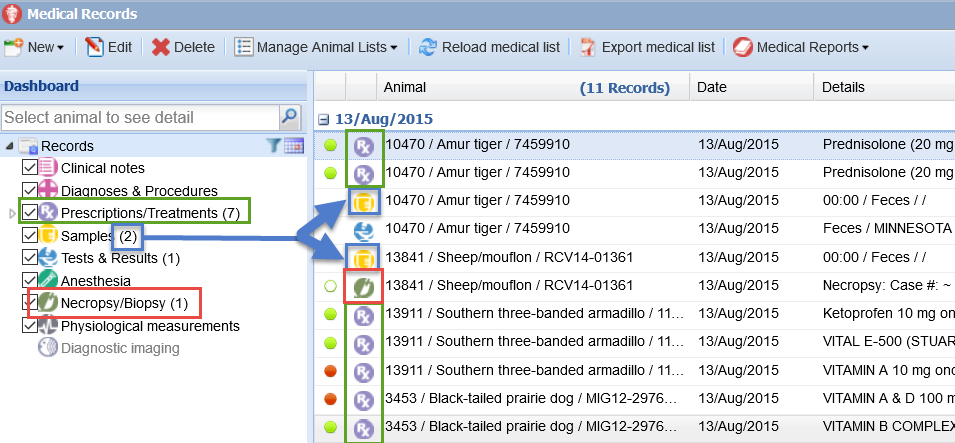 Medical Records
New Edit Delete Manage Animal Lists Reload medical list Export medical list Medical Reports
Dashboard
Select animal to see detail
Records
Clinical notes
Diagnoses & Procedures
Prescriptions/Treatments (7)
Samples (2)
Tests & Results (1)
Anesthesia
Necropsy/Biopsy (1)
Physiological measurements
Diagnostic imaging
Animal (11 Records) Date Details
13/Aug/2015
Rx 10470 / Amur tiger / 7459910 13/Aug/2015 Prednisolone (20 mg
Rx 10470 / Amur tiger / 7459910 13/Aug/2015 Prednisolone (20 mg
10470 / Amur tiger / 7459910 13/Aug/2015 00:00 / Feces / /
10470 / Amur tiger / 7459910 13/Aug/2015 Feces / MINNESOTA
13841 / Sheep/mouflon / RCV14-01361 13/Aug/2015 00:00 / Feces / /
13841 / Sheep/mouflon / RCV14-01361 13/Aug/2015 Necropsy: Case #: ~
Rx 13911 / Southern three-banded armadillo / 11... 13/Aug/2015 Ketoprofen 10 mg on
Rx 13911 / Southern three-banded armadillo / 11... 13/Aug/2015 VITAL E-500 (STUAR
Rx 13911 / Southern three-banded armadillo / 11... 13/Aug/2015 VITAMIN A 10 mg onc
Rx 3453 / Black-tailed prairie dog / MIG12-2976... 13/Aug/2015 VITAMIN A & D 100 m
Rx 3453 / Black-tailed prairie dog / MIG12-2976... 13/Aug/2015 VITAMIN B COMPLEX